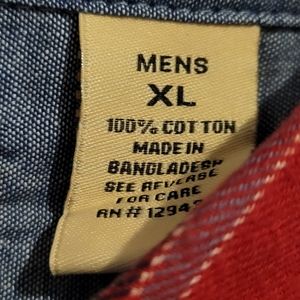 MENS
XL
100% COTTON
MADE IN
BANGLADESH
SEE REVERSE
FOR CARE
RN # 1294